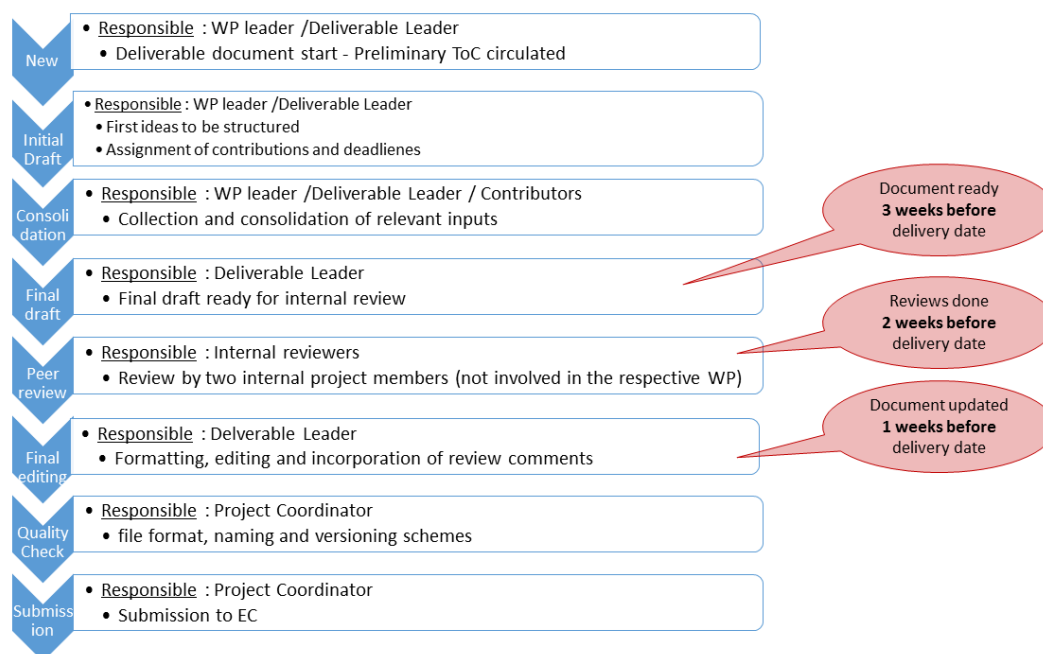 New
• Responsible : WP leader /Deliverable Leader
• Deliverable document start - Preliminary ToC circulated
Initial
Draft
• Responsible : WP leader /Deliverable Leader
• First ideas to be structured
• Assignment of contributions and deadlienes
Consoli
dation
• Responsible : WP leader /Deliverable Leader / Contributors
• Collection and consolidation of relevant inputs
Document ready
3 weeks before
delivery date
Final
draft
• Responsible : Deliverable Leader
• Final draft ready for internal review
Reviews done
2 weeks before
delivery date
Peer
review
• Responsible : Internal reviewers
• Review by two internal project members (not involved in the respective WP)
Document updated
1 weeks before
delivery date
Final
editing
• Responsible : Delverable Leader
• Formatting, editing and incorporation of review comments
Quality
Check
• Responsible : Project Coordinator
• file format, naming and versioning schemes
Submiss
ion
• Responsible : Project Coordinator
• Submission to EC